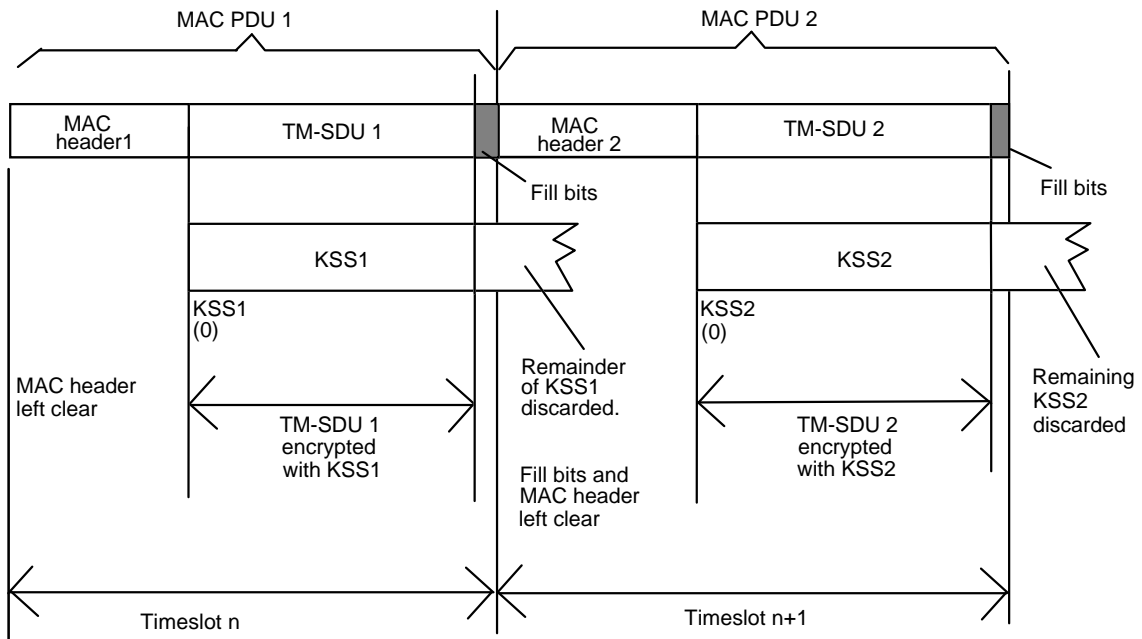 MAC PDU 1
MAC PDU 2
MAC
header1
TM-SDU 1
MAC
header 2
TM-SDU 2
Fill bits
Fill bits
KSS1
KSS2
KSS1
(0)
KSS2
(0)
MAC header
left clear
Remainder
of KSS1
discarded.
Remaining
KSS2
discarded
TM-SDU 1
encrypted
with KSS1
TM-SDU 2
encrypted
with KSS2
Fill bits and
MAC header
left clear
Timeslot n
Timeslot n+1